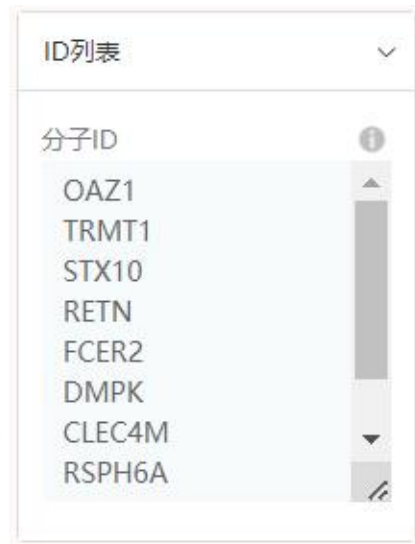 ID列表
分子ID
OAZ1
TRMT1
STX10
RETN
FCER2
DMPK
CLEC4M
RSPH6A